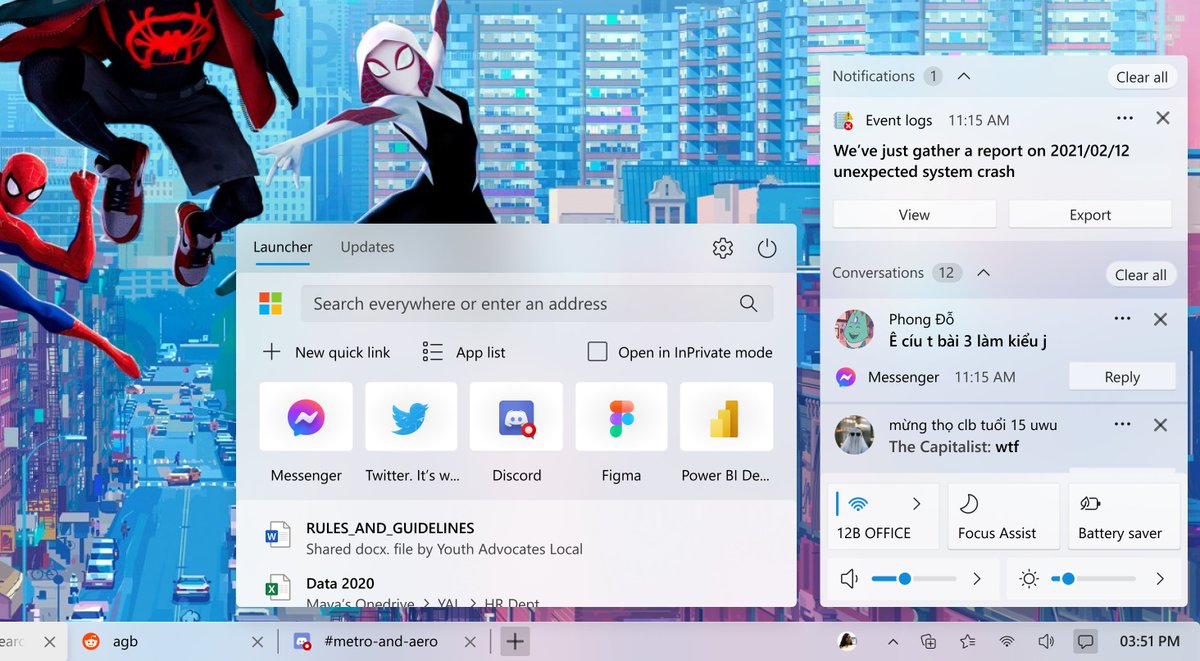 Launcher
Updates
Search everywhere or enter an address
New quick link
App list
Open in InPrivate mode
Messenger
Twitter. It's w...
Discord
Figma
Power BI De...
RULES_AND_GUIDELINES
Shared docx. file by Youth Advocates Local
Data 2020
Maya's Onedrive > YAL > HR Dept
Notifications 1
Clear all
Event logs 11:15 AM
We've just gather a report on 2021/02/12
unexpected system crash
View
Export
Conversations 12
Clear all
Phong Đỗ
Ê cíu t bài 3 làm kiểu j
Messenger 11:15 AM
Reply
mừng thọ clb tuổi 15 uwu
The Capitalist: wtf
12B OFFICE
Focus Assist
Battery saver
agb
#metro-and-aero
03:51 PM